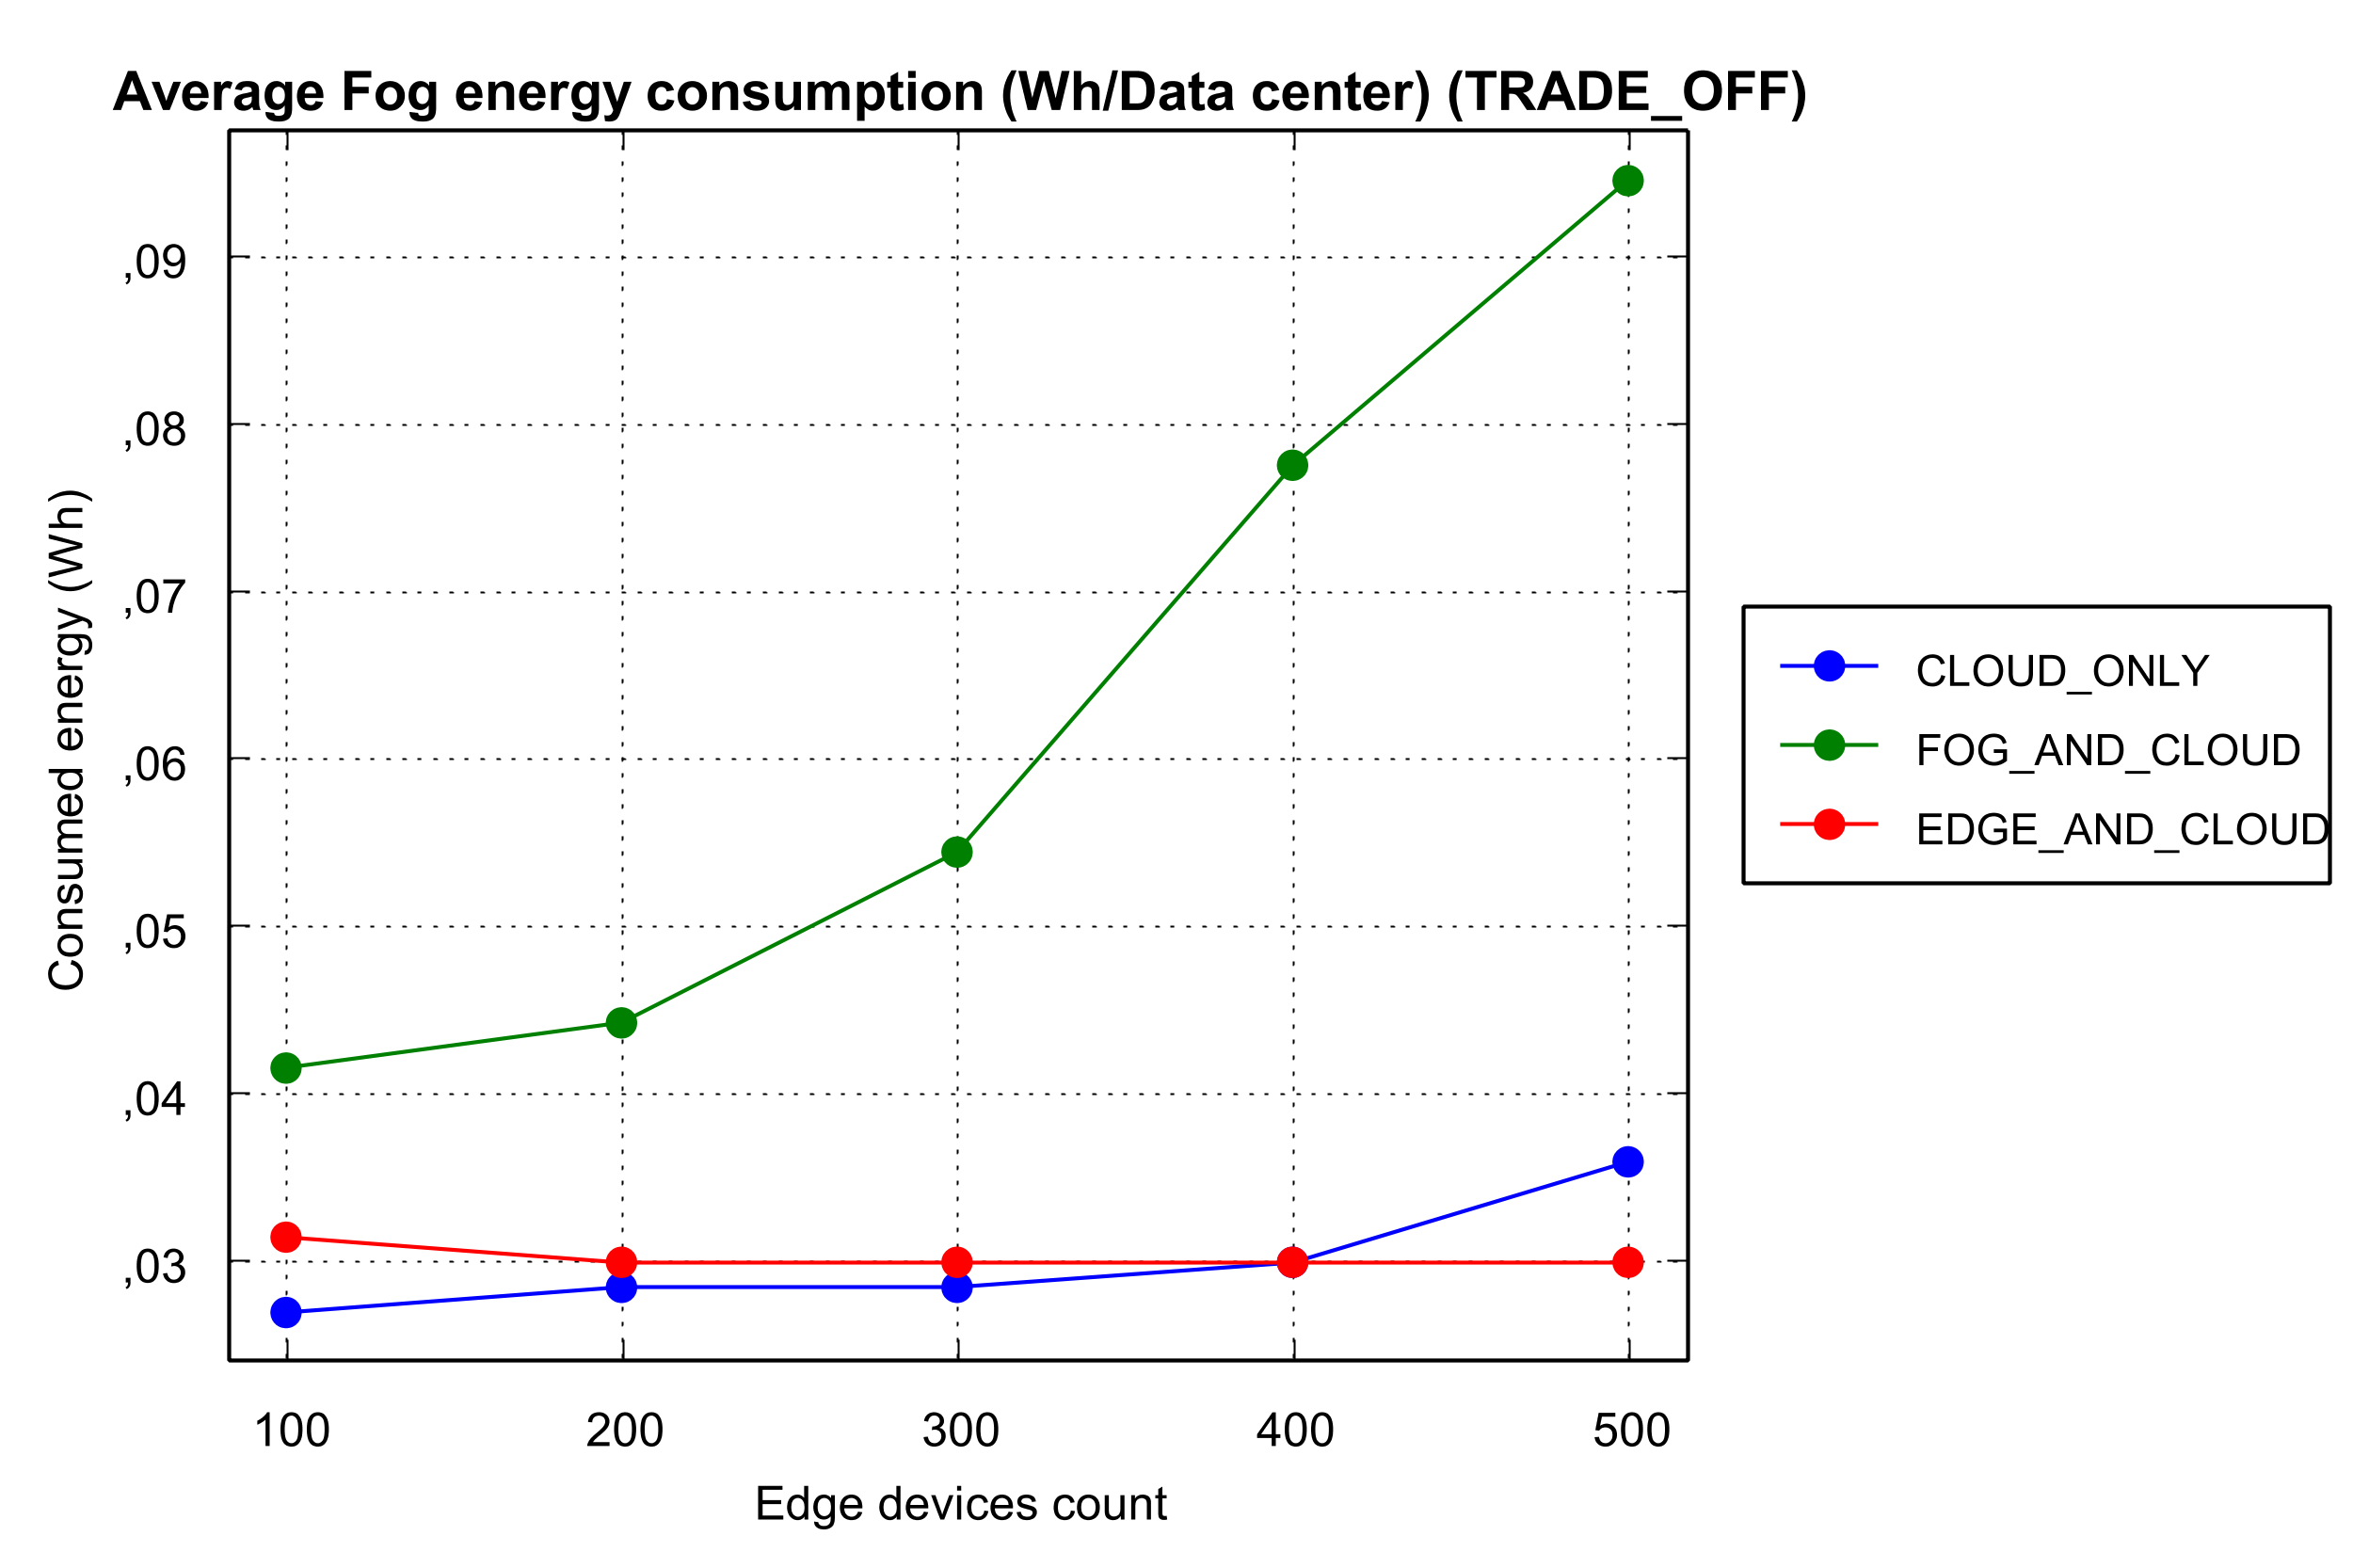 Average Fog energy consumption (Wh/Data center) (TRADE_OFF)
Consumed energy (Wh)
,09
,08
,07
,06
,05
,04
,03
100 200 300 400 500
Edge devices count
CLOUD_ONLY
FOG_AND_CLOUD
EDGE_AND_CLOUD